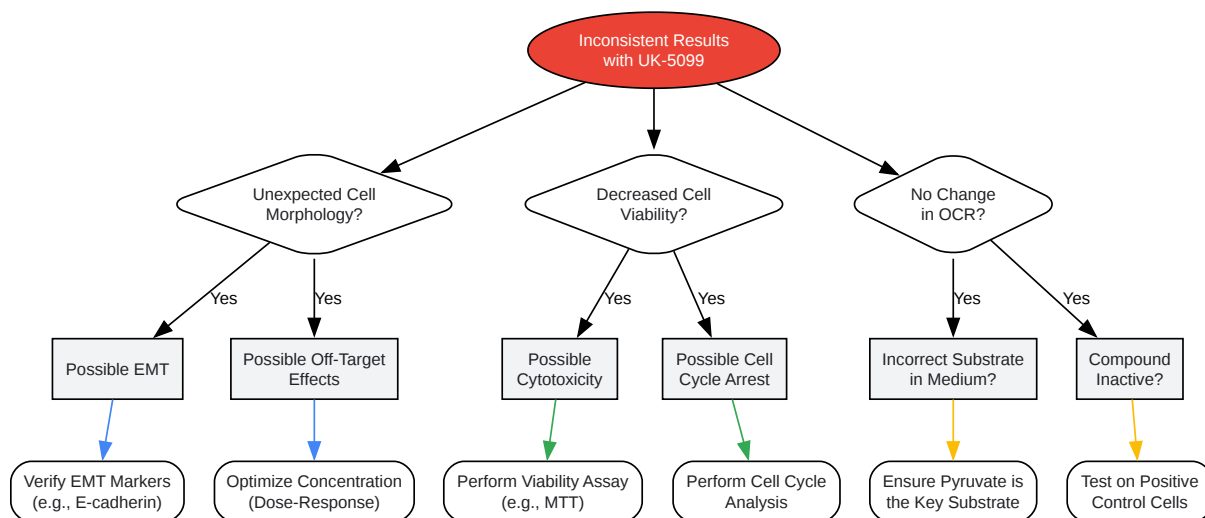 Inconsistent Results
with UK-5099
Unexpected Cell
Morphology?
Decreased Cell
Viability?
No Change
in OCR?
Yes
Yes
Yes
Yes
Yes
Yes
Possible EMT
Possible Off-Target
Effects
Possible
Cytotoxicity
Possible Cell
Cycle Arrest
Incorrect Substrate
in Medium?
Compound
Inactive?
Verify EMT Markers
(e.g., E-cadherin)
Optimize Concentration
(Dose-Response)
Perform Viability Assay
(e.g., MTT)
Perform Cell Cycle
Analysis
Ensure Pyruvate is
the Key Substrate
Test on Positive
Control Cells